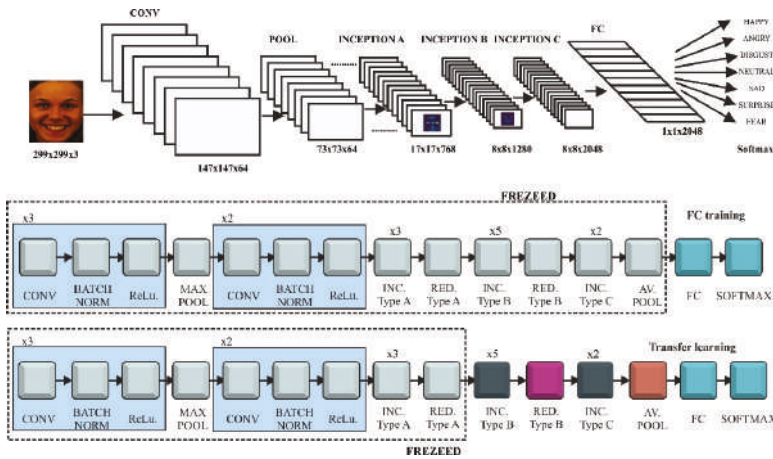 CONV
POOL
INCEPTION A
INCEPTION B
INCEPTION C
FC
HAPPY
ANGRY
DISGUST
NEUTRAL
SAD
SURPRISE
FEAR
299x299x3
147x147x64
73x73x64
17x17x768
8x8x1280
8x8x2048
1x1x2048
Softmax
FREZEED
x3
x2
x3
x5
x2
FC training
CONV
BATCH NORM
ReLu.
MAX POOL
CONV
BATCH NORM
ReLu.
INC. Type A
RED. Type A
INC. Type B
RED. Type B
INC. Type C
AV. POOL
FC
SOFTMAX
x3
x2
x3
x5
x2
Transfer learning
CONV
BATCH NORM
ReLu.
MAX POOL
CONV
BATCH NORM
ReLu.
INC. Type A
RED. Type A
INC. Type B
RED. Type B
INC. Type C
AV. POOL
FC
SOFTMAX
FREZEED